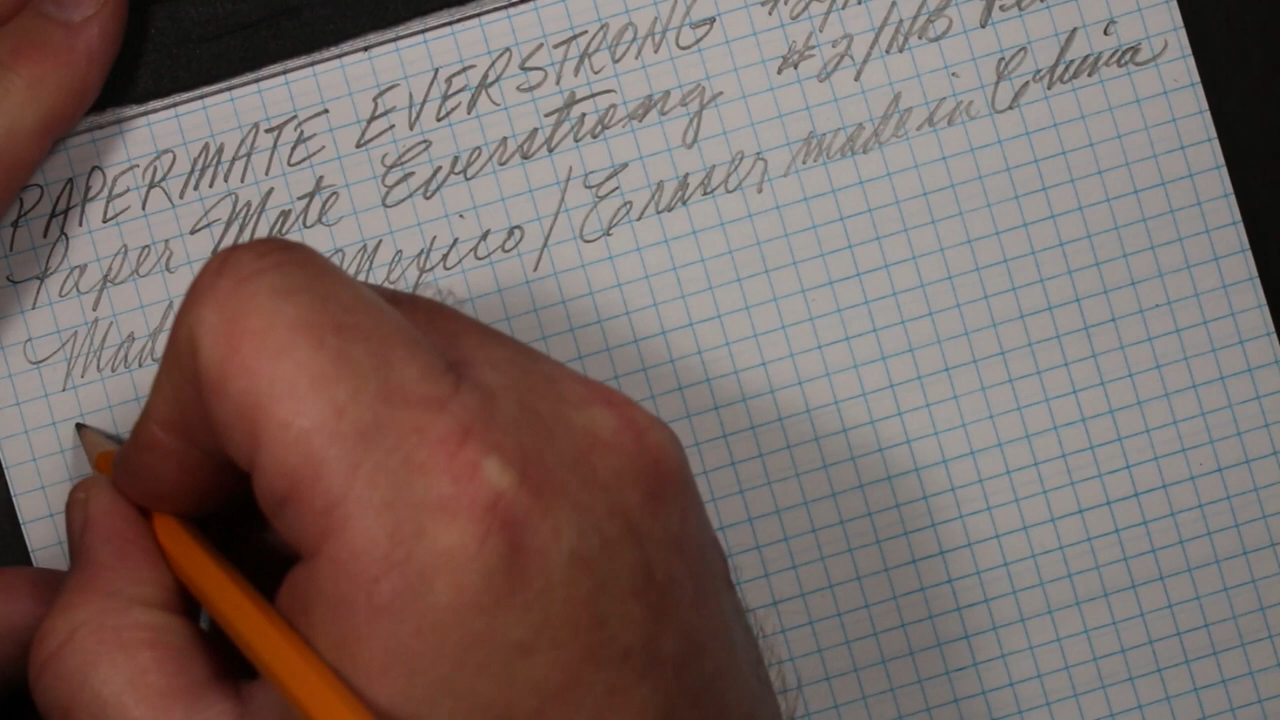 PAPERMATE EVERSTRONG
Paper Mate Everstrong #2/HB
Mexico/Eraser made in China